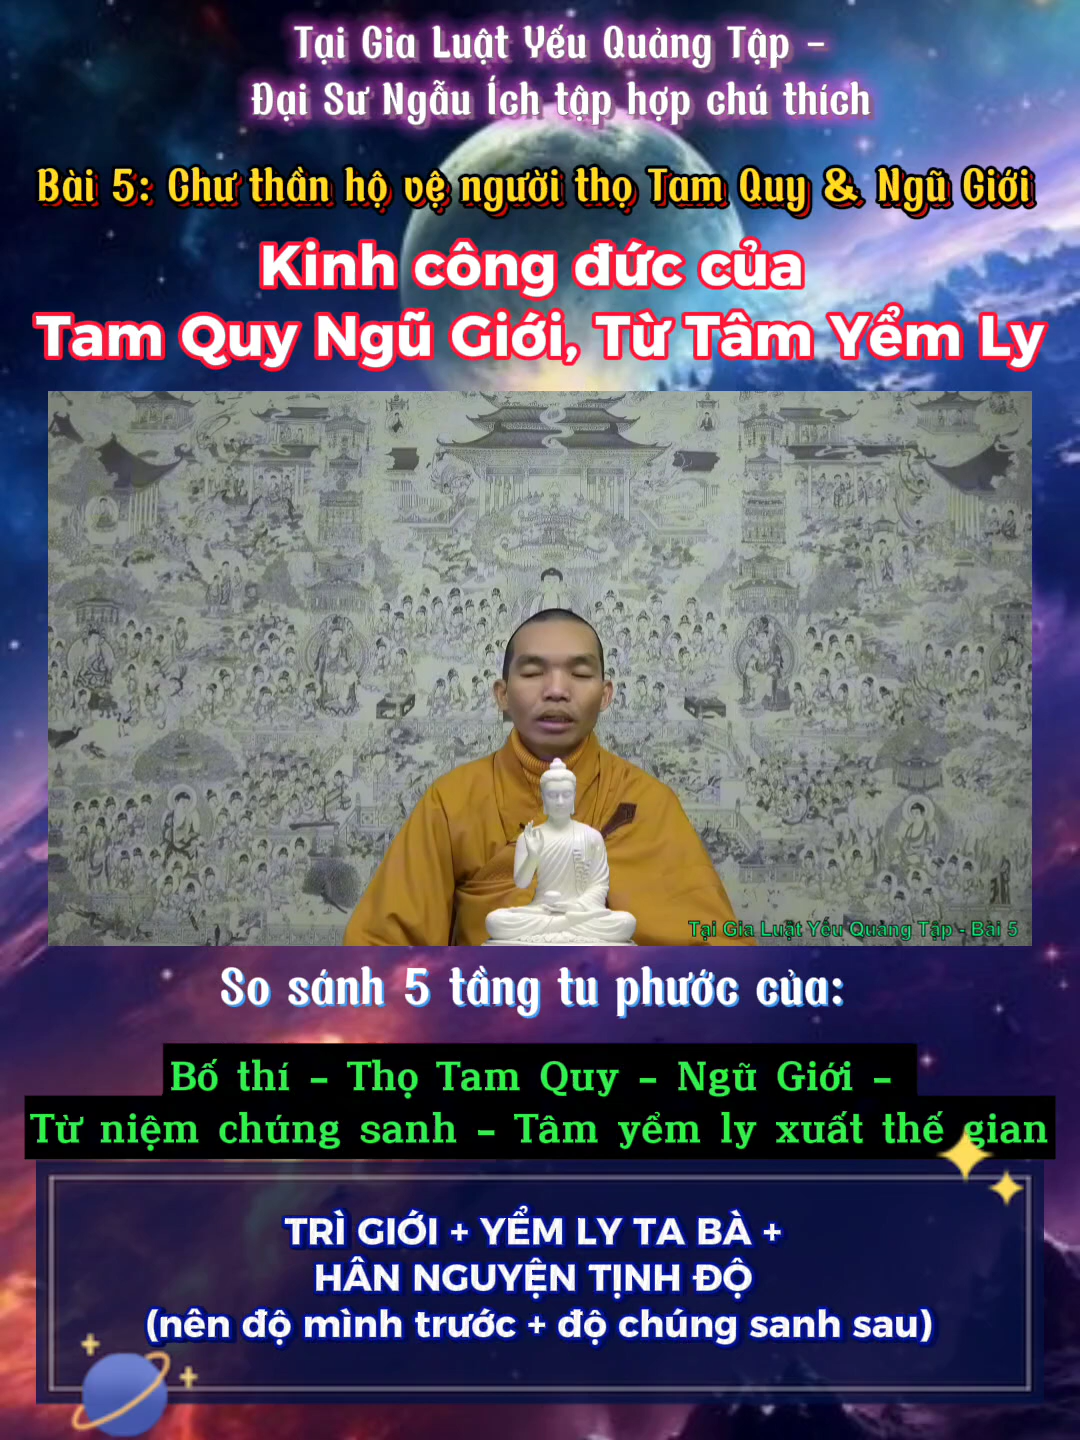 Tại Gia Luật Yếu Quảng Tập –
Đại Sư Ngẫu Ích tập hợp chú thích
Bài 5: Chư thần hộ vệ người thọ Tam Quy & Ngũ Giới
Kinh công đức của
Tam Quy Ngũ Giới, Từ Tâm Yểm Ly
Tại Gia Luật Yếu Quảng Tập - Bài 5
So sánh 5 tầng tu phước của:
Bố thí – Thọ Tam Quy – Ngũ Giới –
Từ niệm chúng sanh – Tâm yểm ly xuất thế gian
TRÌ GIỚI + YỂM LY TA BÀ +
HÂN NGUYỆN TỊNH ĐỘ
(nên độ mình trước + độ chúng sanh sau)